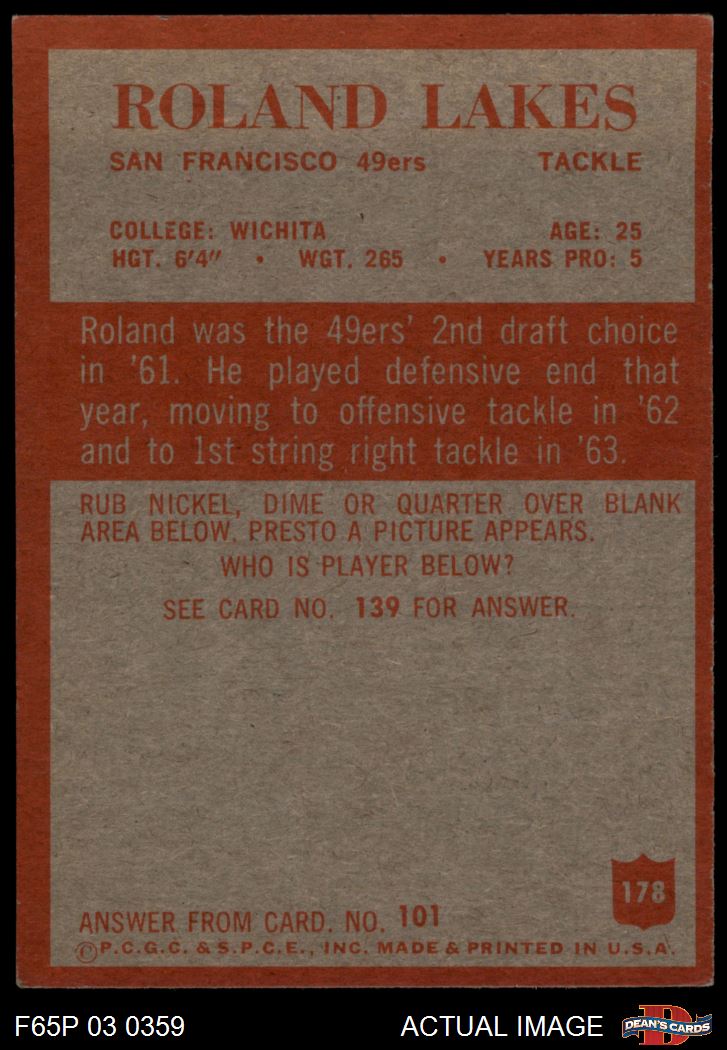 ROLAND LAKES
SAN FRANCISCO 49ers TACKLE
COLLEGE: WICHITA AGE: 25
HGT. 6'4" • WGT. 265 • YEARS PRO: 5
Roland was the 49ers' 2nd draft choice
in '61. He played defensive end that
year, moving to offensive tackle in '62
and to 1st string right tackle in '63.
RUB NICKEL, DIME OR QUARTER OVER BLANK
AREA BELOW. PRESTO A PICTURE APPEARS.
WHO IS PLAYER BELOW?
SEE CARD NO. 139 FOR ANSWER.
178
ANSWER FROM CARD. NO. 101
©P.C.G.C. & S.P.C.E., INC. MADE & PRINTED IN U.S.A.
F65P 03 0359 ACTUAL IMAGE
D
DEAN'S CARDS